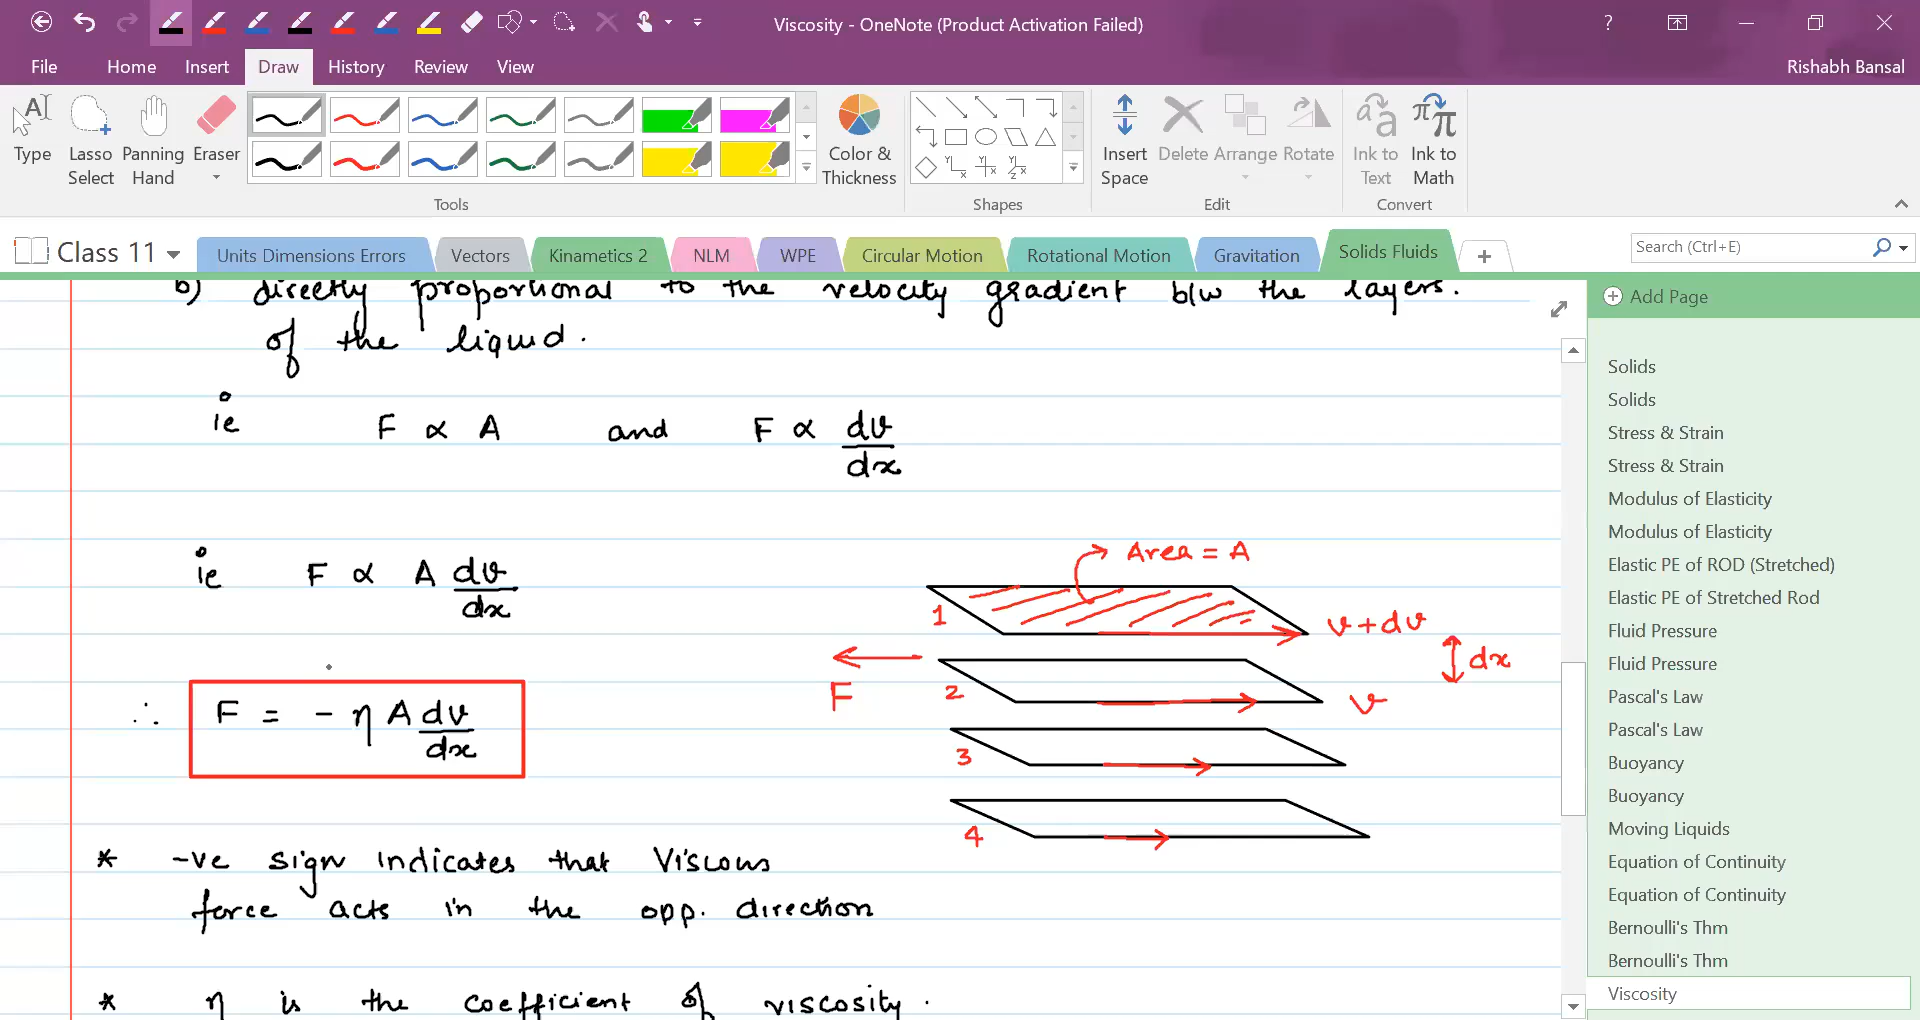 Viscosity - OneNote (Product Activation Failed)
?
File Home Insert Draw History Review View
Rishabh Bansal
Type
Lasso Select
Panning Hand
Eraser
Tools
Color & Thickness
Shapes
Insert Space
Delete
Arrange
Rotate
Edit
Ink to Text
Ink to Math
Convert
Class 11
Units Dimensions Errors
Vectors
Kinametics 2
NLM
WPE
Circular Motion
Rotational Motion
Gravitation
Solids Fluids
+
Search (Ctrl+E)
b) directly proportional to the velocity gradient b/w the layers.
of the liquid.
ie F ∝ A and F ∝ dv/dx
ie F ∝ A dv/dx
∴ F = - η A dv/dx
Area = A
1
v + dv
dx
F
2
v
3
4
* -ve sign indicates that Viscous
force acts in the opp. direction
* η is the coefficient of viscosity.
Add Page
Solids
Solids
Stress & Strain
Stress & Strain
Modulus of Elasticity
Modulus of Elasticity
Elastic PE of ROD (Stretched)
Elastic PE of Stretched Rod
Fluid Pressure
Fluid Pressure
Pascal's Law
Pascal's Law
Buoyancy
Buoyancy
Moving Liquids
Equation of Continuity
Equation of Continuity
Bernoulli's Thm
Bernoulli's Thm
Viscosity